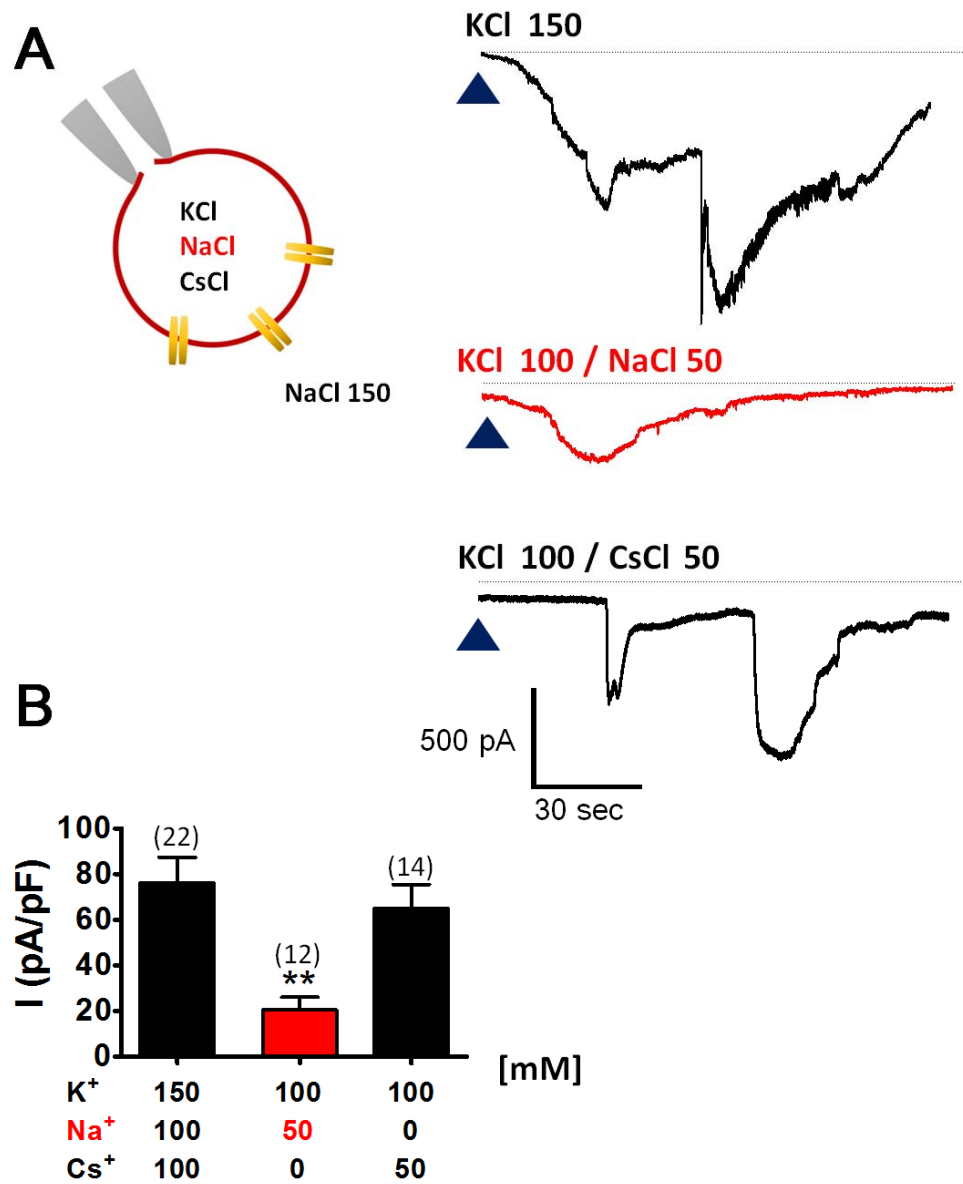 A
KCl
NaCl
CsCl
NaCl 150
KCl 150
KCl 100 / NaCl 50
KCl 100 / CsCl 50
500 pA
30 sec
B
I (pA/pF)
100
80
60
40
20
0
(22)
(12)
**
(14)
[mM]
K+ 150 100 100
Na+ 100 50 0
Cs+ 100 0 50